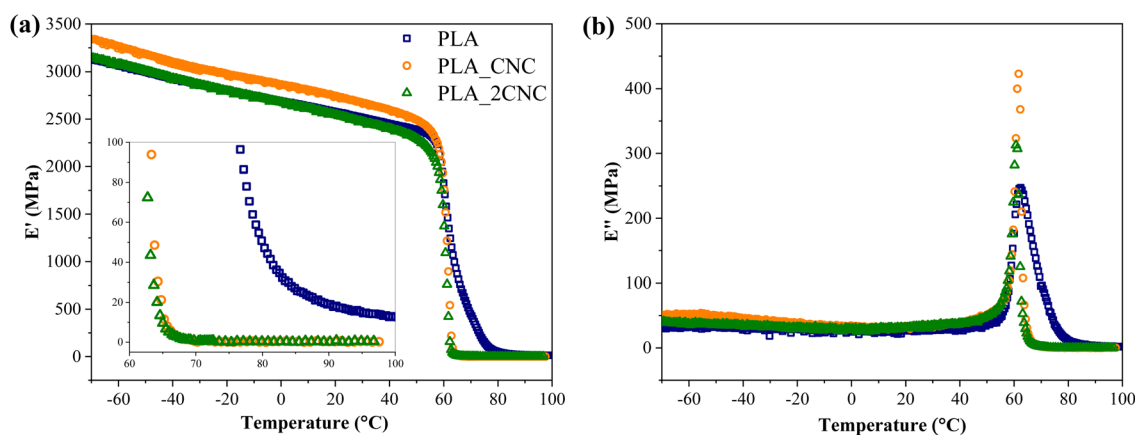 (a)
3500
3000
2500
2000
1500
1000
500
0
E' (MPa)
PLA
PLA_CNC
PLA_2CNC
100
80
60
40
20
0
60 70 80 90 100
-60 -40 -20 0 20 40 60 80 100
Temperature (°C)
(b)
500
400
300
200
100
0
E" (MPa)
-60 -40 -20 0 20 40 60 80 100
Temperature (°C)